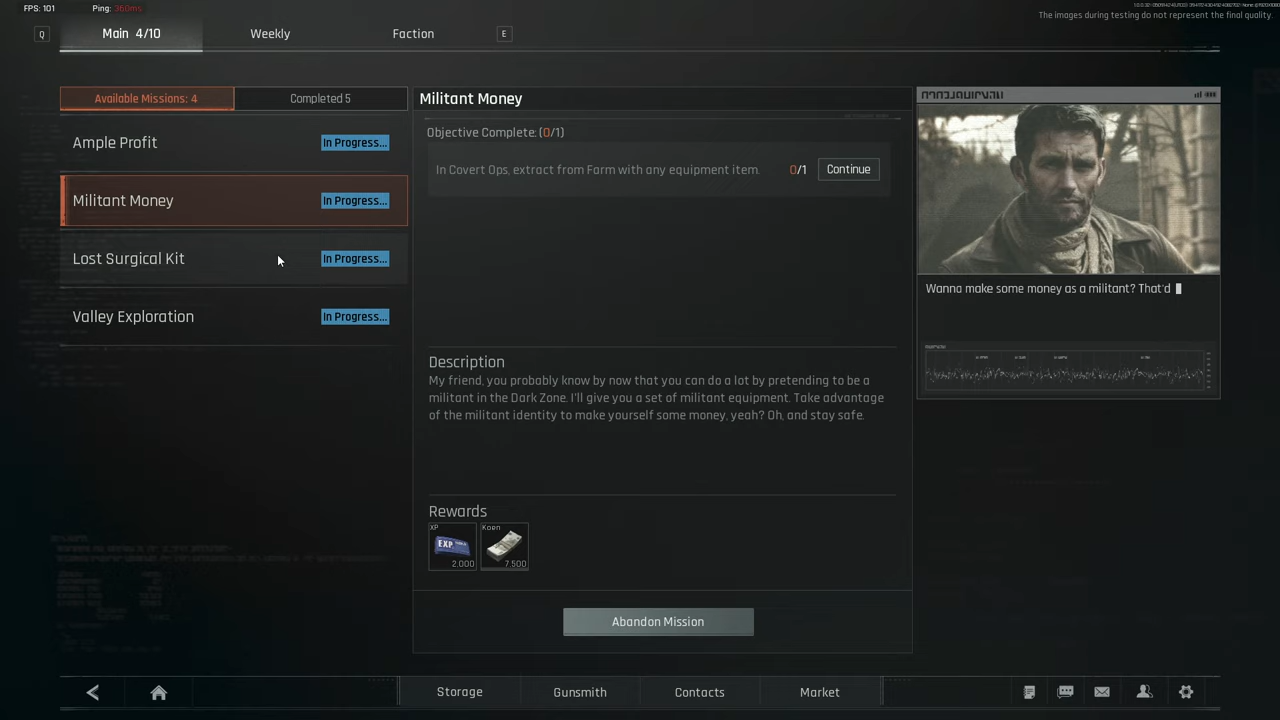 FPS: 101
Ping: 360ms
The images during testing do not represent the final quality.
Q
Main 4/10
Weekly
Faction
E
Available Missions: 4
Completed 5
Ample Profit
In Progress...
Militant Money
In Progress...
Lost Surgical Kit
In Progress...
Valley Exploration
In Progress...
Militant Money
Objective Complete: (0/1)
In Covert Ops, extract from Farm with any equipment item.
0/1
Continue
Description
My friend, you probably know by now that you can do a lot by pretending to be a
militant in the Dark Zone. I'll give you a set of militant equipment. Take advantage
of the militant identity to make yourself some money, yeah? Oh, and stay safe.
Rewards
XP
EXP
2,000
Koen
7,500
Abandon Mission
Wanna make some money as a militant? That'd
Storage
Gunsmith
Contacts
Market